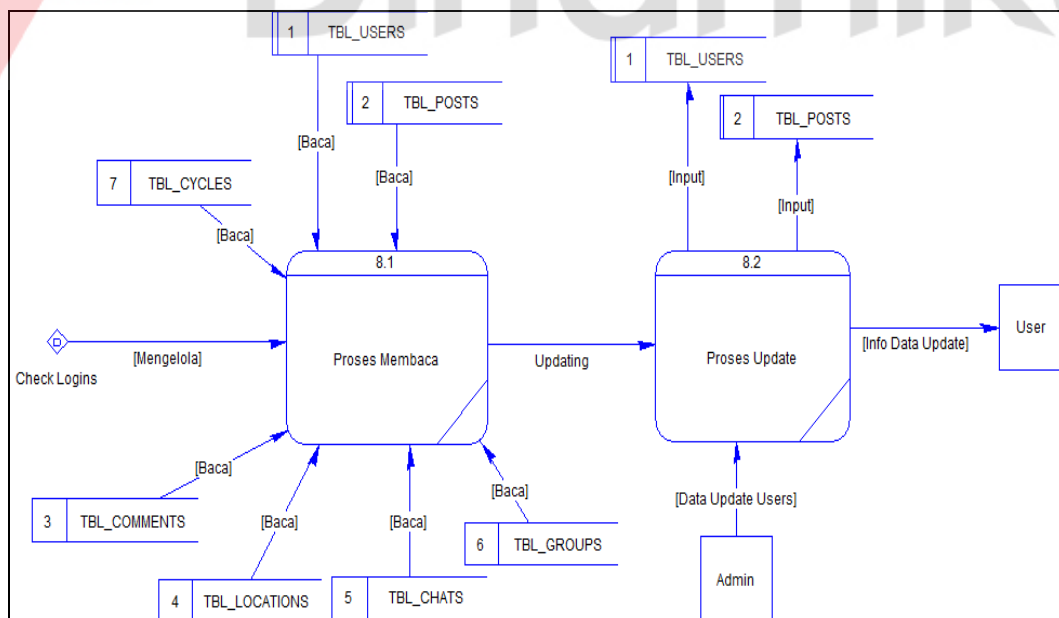 Dinamik
1 TBL_USERS
1 TBL_USERS
2 TBL_POSTS
2 TBL_POSTS
[Baca]
[Baca]
[Input]
[Input]
7 TBL_CYCLES
[Baca]
8.1
8.2
[Mengelola]
Check Logins
Proses Membaca
Updating
Proses Update
[Info Data Update]
User
[Baca]
[Baca]
[Baca]
[Baca]
[Data Update Users]
3 TBL_COMMENTS
6 TBL_GROUPS
4 TBL_LOCATIONS
5 TBL_CHATS
Admin